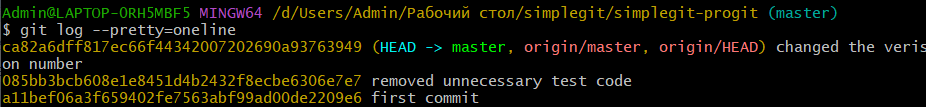 Admin@LAPTOP-ORH5MBF5 MINGW64 /d/Users/Admin/Рабочий стол/simplegit/simplegit-progit (master)
$ git log --pretty=oneline
ca82a6dff817ec66f44342007202690a93763949 (HEAD -> master, origin/master, origin/HEAD) changed the veris
on number
085bb3bcb608e1e8451d4b2432f8ecbe6306e7e7 removed unnecessary test code
a11bef06a3f659402fe7563abf99ad00de2209e6 first commit